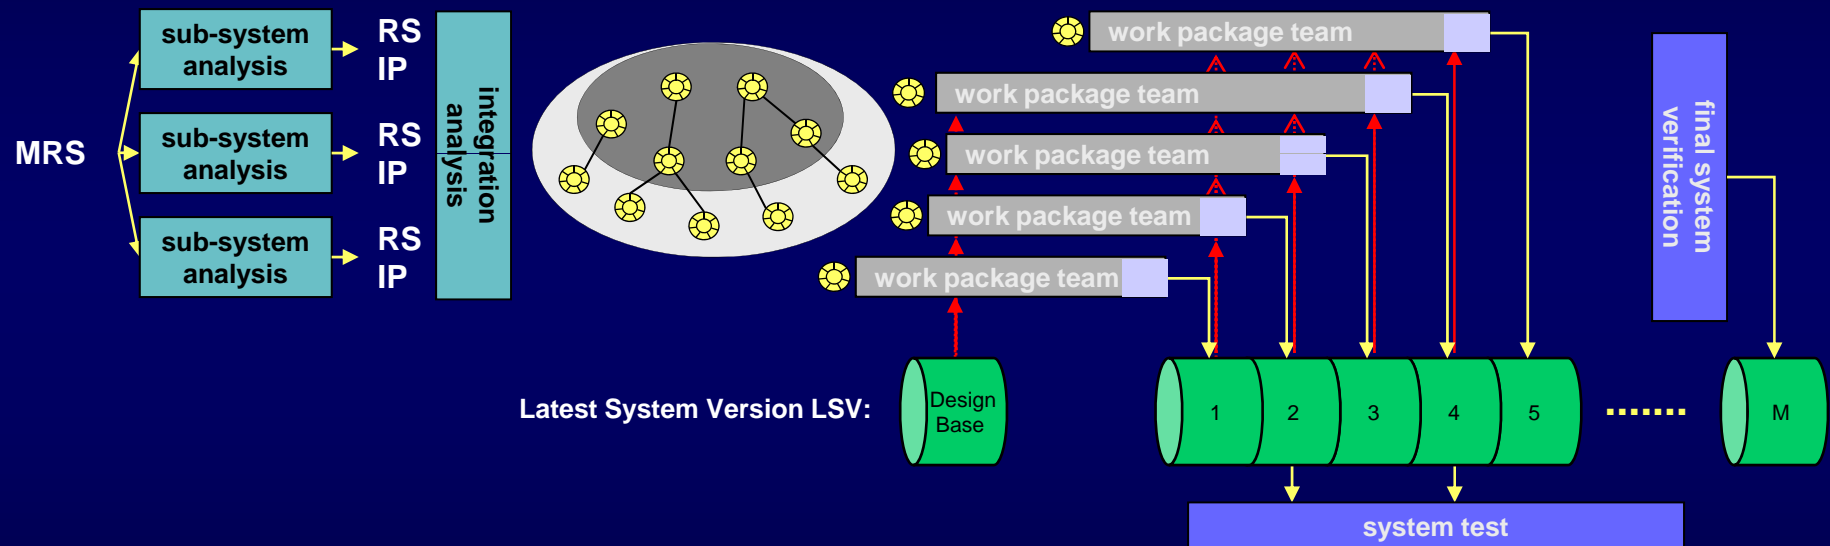 MRS
sub-system
analysis
RS
IP
sub-system
analysis
RS
IP
sub-system
analysis
RS
IP
integration
analysis
work package team
work package team
work package team
work package team
work package team
final system
verification
Latest System Version LSV:
Design
Base
1
2
3
4
5
.......
M
system test